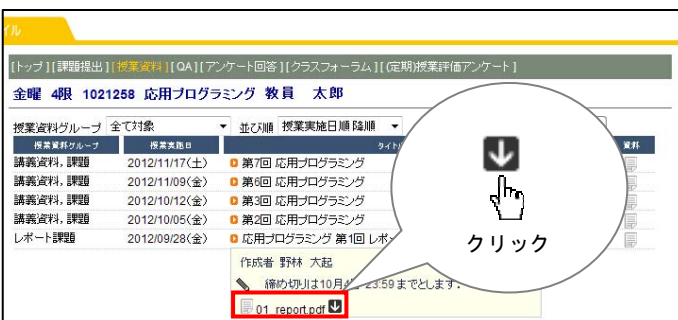 イル
[トップ][課題提出][授業資料][QA][アンケート回答][クラスフォーラム][(定期)授業評価アンケート]
金曜 4限 1021258 応用プログラミング 教員 太郎
授業資料グループ 全て対象 並び順 授業実施日順 降順
授業資料グループ 授業実施日 タイトル 資料
講義資料, 課題 2012/11/17(土) 第7回 応用プログラミング
講義資料, 課題 2012/11/09(金) 第6回 応用プログラミング
講義資料, 課題 2012/10/12(金) 第3回 応用プログラミング
講義資料, 課題 2012/10/05(金) 第2回 応用プログラミング
レポート課題 2012/09/28(金) 応用プログラミング 第1回 レポ
作成者 野林 大起
締め切りは10月 23:59までとします.
01_report.pdf
クリック